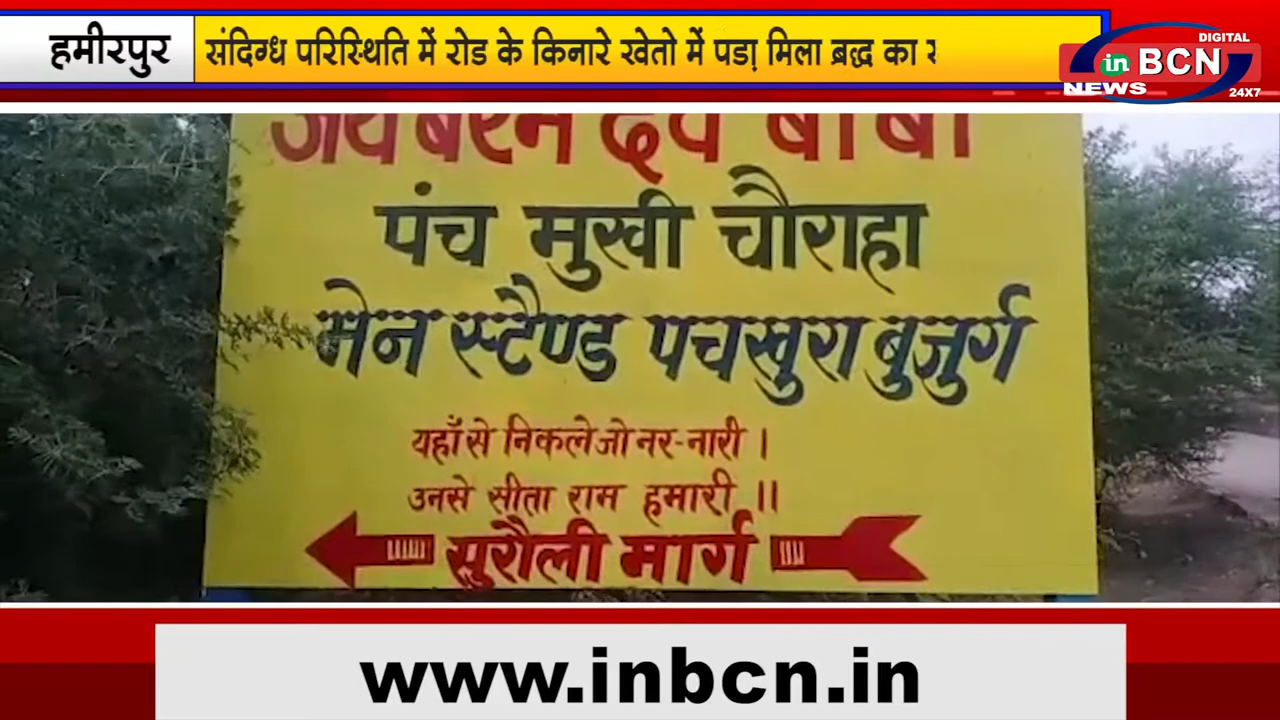 हमीरपुर
संदिग्ध परिस्थिति में रोड के किनारे खेतो में पडा़ मिला ब्रद्ध का
DIGITAL
in BCN
NEWS
24X7
जय बरम देव बाबा
पंच मुखी चौराहा
मेन स्टैण्ड पचखुरा बुजुर्ग
यहाँ से निकले जो नर-नारी ।
उनसे सीता राम हमारी ।।
सुरौली मार्ग
www.inbcn.in